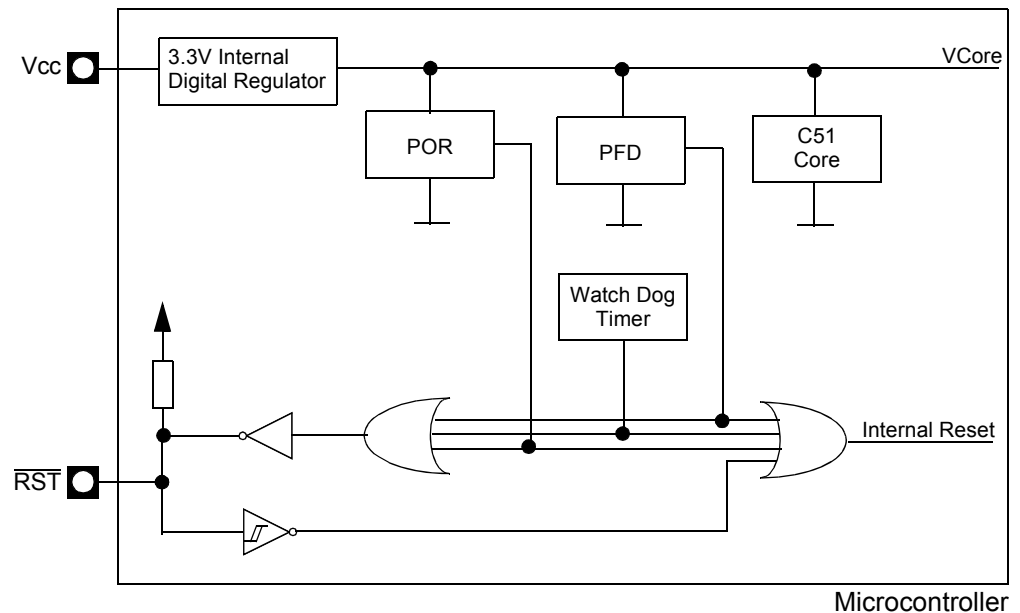 Vcc
3.3V Internal
Digital Regulator
VCore
POR
PFD
C51
Core
Watch Dog
Timer
Internal Reset
RST
Microcontroller